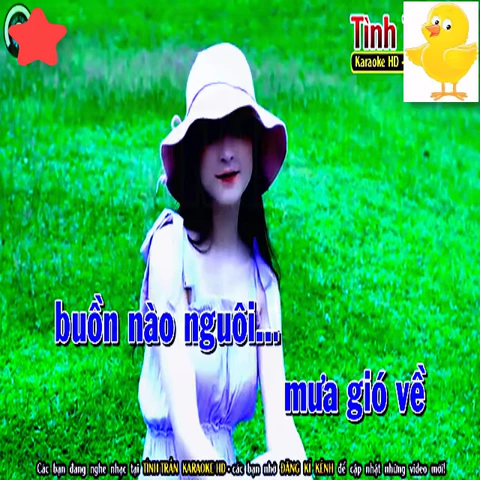 Tình
Karaoke HD -
buồn nào nguôi...
mưa gió về
Các bạn đang nghe nhạc tại TÌNH TRẦN KARAOKE HD - các bạn nhớ ĐĂNG KÍ KÊNH để cập nhật những video mới!